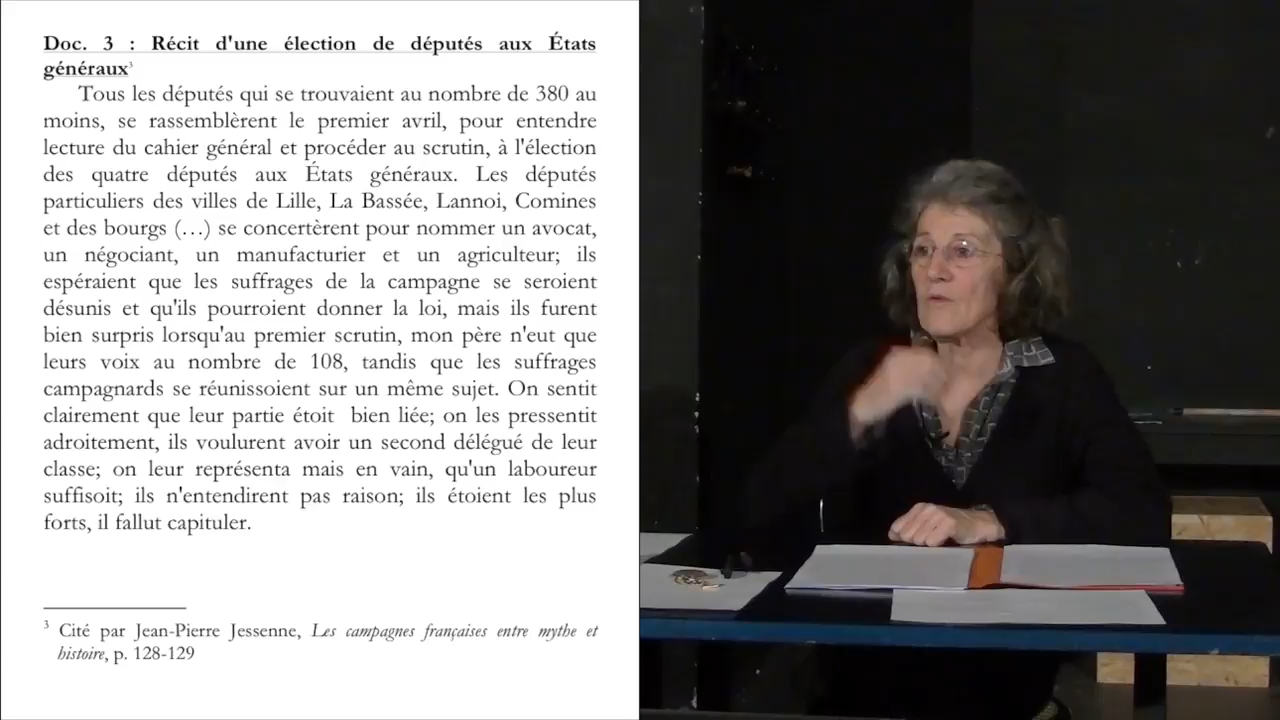 Doc. 3 : Récit d'une élection de députés aux États
généraux³
Tous les députés qui se trouvaient au nombre de 380 au
moins, se rassemblèrent le premier avril, pour entendre
lecture du cahier général et procéder au scrutin, à l'élection
des quatre députés aux États généraux. Les députés
particuliers des villes de Lille, La Bassée, Lannoi, Comines
et des bourgs (…) se concertèrent pour nommer un avocat,
un négociant, un manufacturier et un agriculteur; ils
espéraient que les suffrages de la campagne se seroient
désunis et qu'ils pourroient donner la loi, mais ils furent
bien surpris lorsqu'au premier scrutin, mon père n'eut que
leurs voix au nombre de 108, tandis que les suffrages
campagnards se réunissoient sur un même sujet. On sentit
clairement que leur partie étoit bien liée; on les pressentit
adroitement, ils voulurent avoir un second délégué de leur
classe; on leur représenta mais en vain, qu'un laboureur
suffisoit; ils n'entendirent pas raison; ils étoient les plus
forts, il fallut capituler.
³ Cité par Jean-Pierre Jessenne, Les campagnes françaises entre mythe et
histoire, p. 128-129